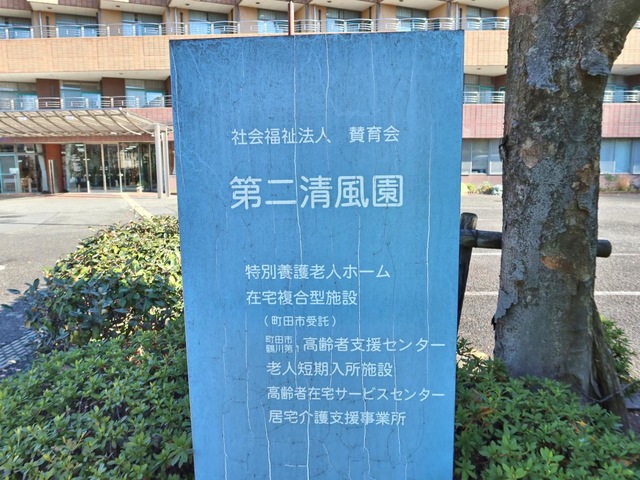 社会福祉法人　賛育会
第二清風園
特別養護老人ホーム
在宅複合型施設
（町田市受託）
町田市
鶴川第1高齢者支援センター
老人短期入所施設
高齢者在宅サービスセンター
居宅介護支援事業所